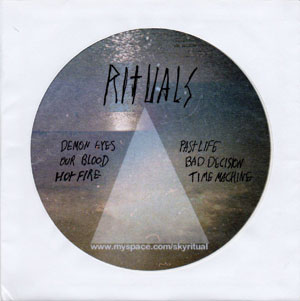 RITUALS
DEMON EYES
OUR BLOOD
HOT FIRE
PAST LIFE
BAD DECISION
TIME MACHINE
www.myspace.com/skyritual